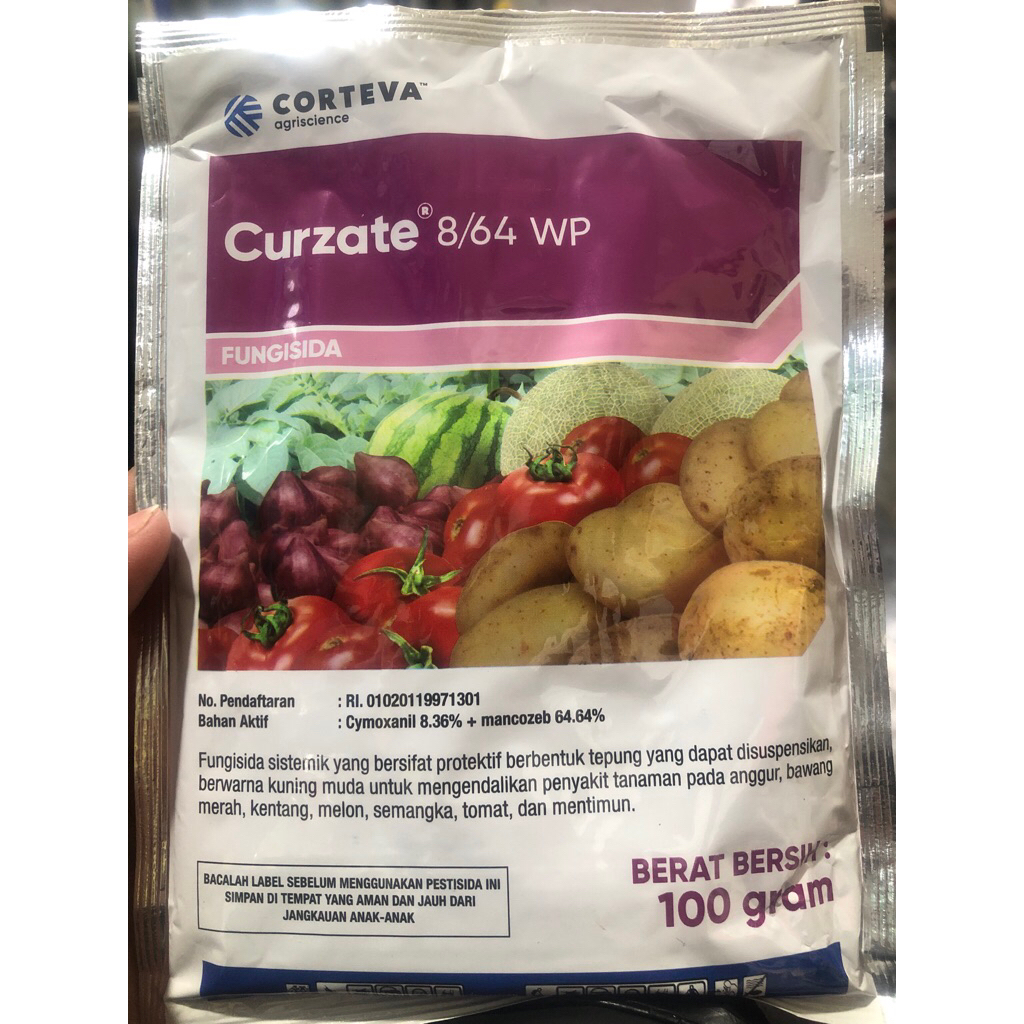 CORTEVA™
agriscience
Curzate® 8/64 WP
FUNGISIDA
No. Pendaftaran : RI. 01020119971301
Bahan Aktif : Cymoxanil 8.36% + mancozeb 64.64%
Fungisida sistemik yang bersifat protektif berbentuk tepung yang dapat disuspensikan,
berwarna kuning muda untuk mengendalikan penyakit tanaman pada anggur, bawang
merah, kentang, melon, semangka, tomat, dan mentimun.
BACALAH LABEL SEBELUM MENGGUNAKAN PESTISIDA INI
SIMPAN DI TEMPAT YANG AMAN DAN JAUH DARI
JANGKAUAN ANAK-ANAK
BERAT BERSIH :
100 gram